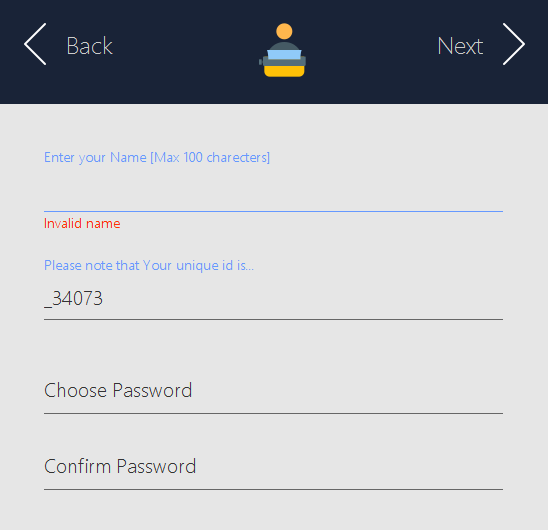 Back
Next
Enter your Name [Max 100 charecters]
Invalid name
Please note that Your unique id is...
_34073
Choose Password
Confirm Password